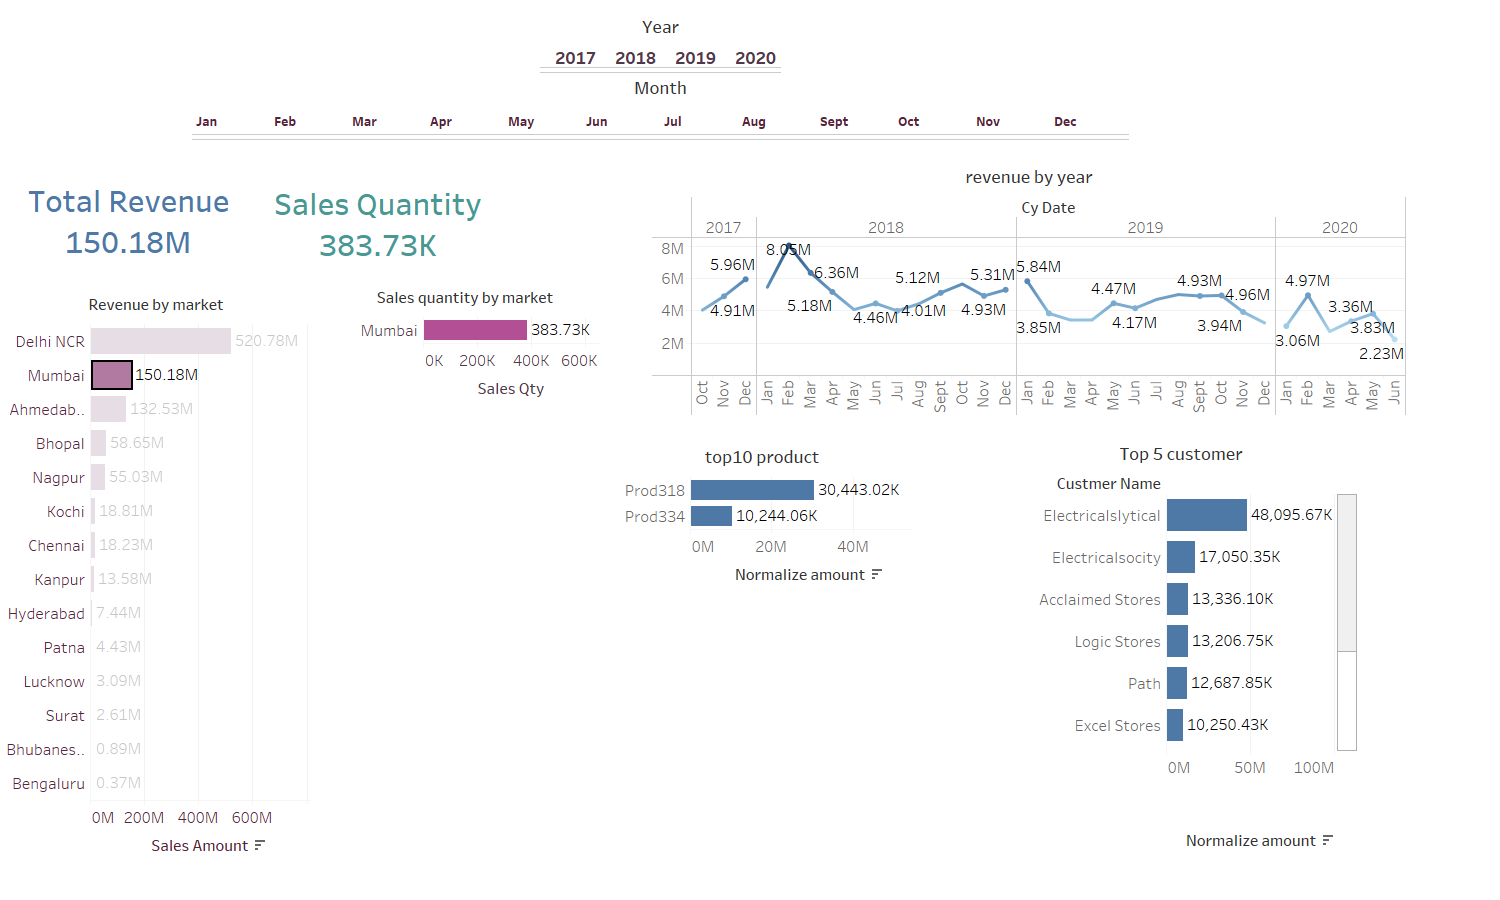 Year
2017 2018 2019 2020
Month
Jan Feb Mar Apr May Jun Jul Aug Sept Oct Nov Dec
Total Revenue
150.18M
Sales Quantity
383.73K
Revenue by market
Delhi NCR 520.78M
Mumbai 150.18M
Ahmedab.. 132.53M
Bhopal 58.65M
Nagpur 55.03M
Kochi 18.81M
Chennai 18.23M
Kanpur 13.58M
Hyderabad 7.44M
Patna 4.43M
Lucknow 3.09M
Surat 2.61M
Bhubanes.. 0.89M
Bengaluru 0.37M
0M 200M 400M 600M
Sales Amount
Sales quantity by market
Mumbai 383.73K
0K 200K 400K 600K
Sales Qty
revenue by year
Cy Date
2017 2018 2019 2020
8M
6M
4M
2M
4.91M 5.96M 8.05M 6.36M 5.18M 4.46M 4.01M 5.12M 4.93M 5.31M 5.84M 3.85M 4.47M 4.17M 4.93M 4.96M 3.94M 3.06M 4.97M 3.36M 3.83M 2.23M
Oct Nov Dec Jan Feb Mar Apr May Jun Jul Aug Sept Oct Nov Dec Jan Feb Mar Apr May Jun Jul Aug Sept Oct Nov Dec Jan Feb Mar Apr May Jun
top10 product
Prod318 30,443.02K
Prod334 10,244.06K
0M 20M 40M
Normalize amount
Top 5 customer
Custmer Name
Electricalslytical 48,095.67K
Electricalsocity 17,050.35K
Acclaimed Stores 13,336.10K
Logic Stores 13,206.75K
Path 12,687.85K
Excel Stores 10,250.43K
0M 50M 100M
Normalize amount